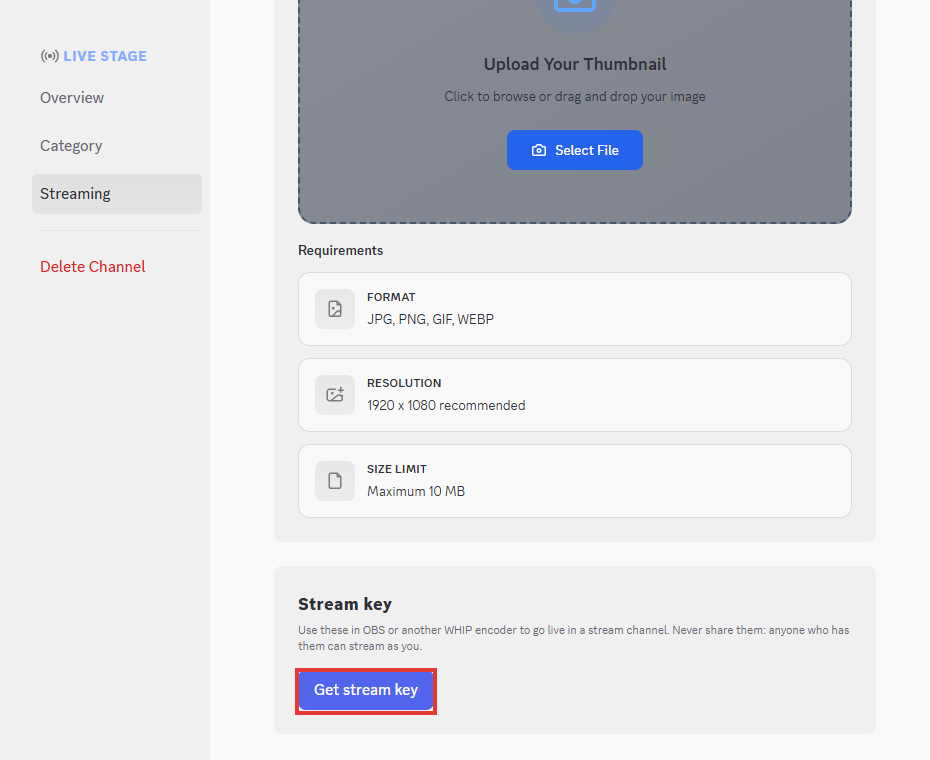 LIVE STAGE
Overview
Category
Streaming
Delete Channel
Upload Your Thumbnail
Click to browse or drag and drop your image
Select File
Requirements
FORMAT
JPG, PNG, GIF, WEBP
RESOLUTION
1920 x 1080 recommended
SIZE LIMIT
Maximum 10 MB
Stream key
Use these in OBS or another WHIP encoder to go live in a stream channel. Never share them: anyone who has
them can stream as you.
Get stream key